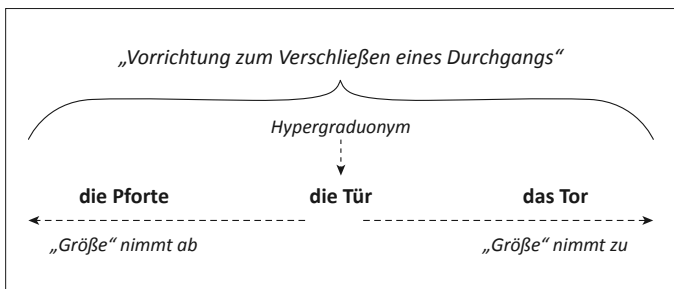 „Vorrichtung zum Verschließen eines Durchgangs“
Hypergraduonym
die Pforte die Tür das Tor
„Größe“ nimmt ab „Größe“ nimmt zu